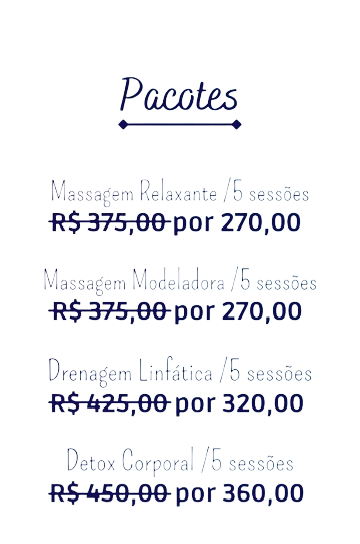 Pacotes
Massagem Relaxante /5 sessões
R$ 375,00 por 270,00
Massagem Modeladora /5 sessões
R$ 375,00 por 270,00
Drenagem Linfática /5 sessões
R$ 425,00 por 320,00
Detox Corporal /5 sessões
R$ 450,00 por 360,00